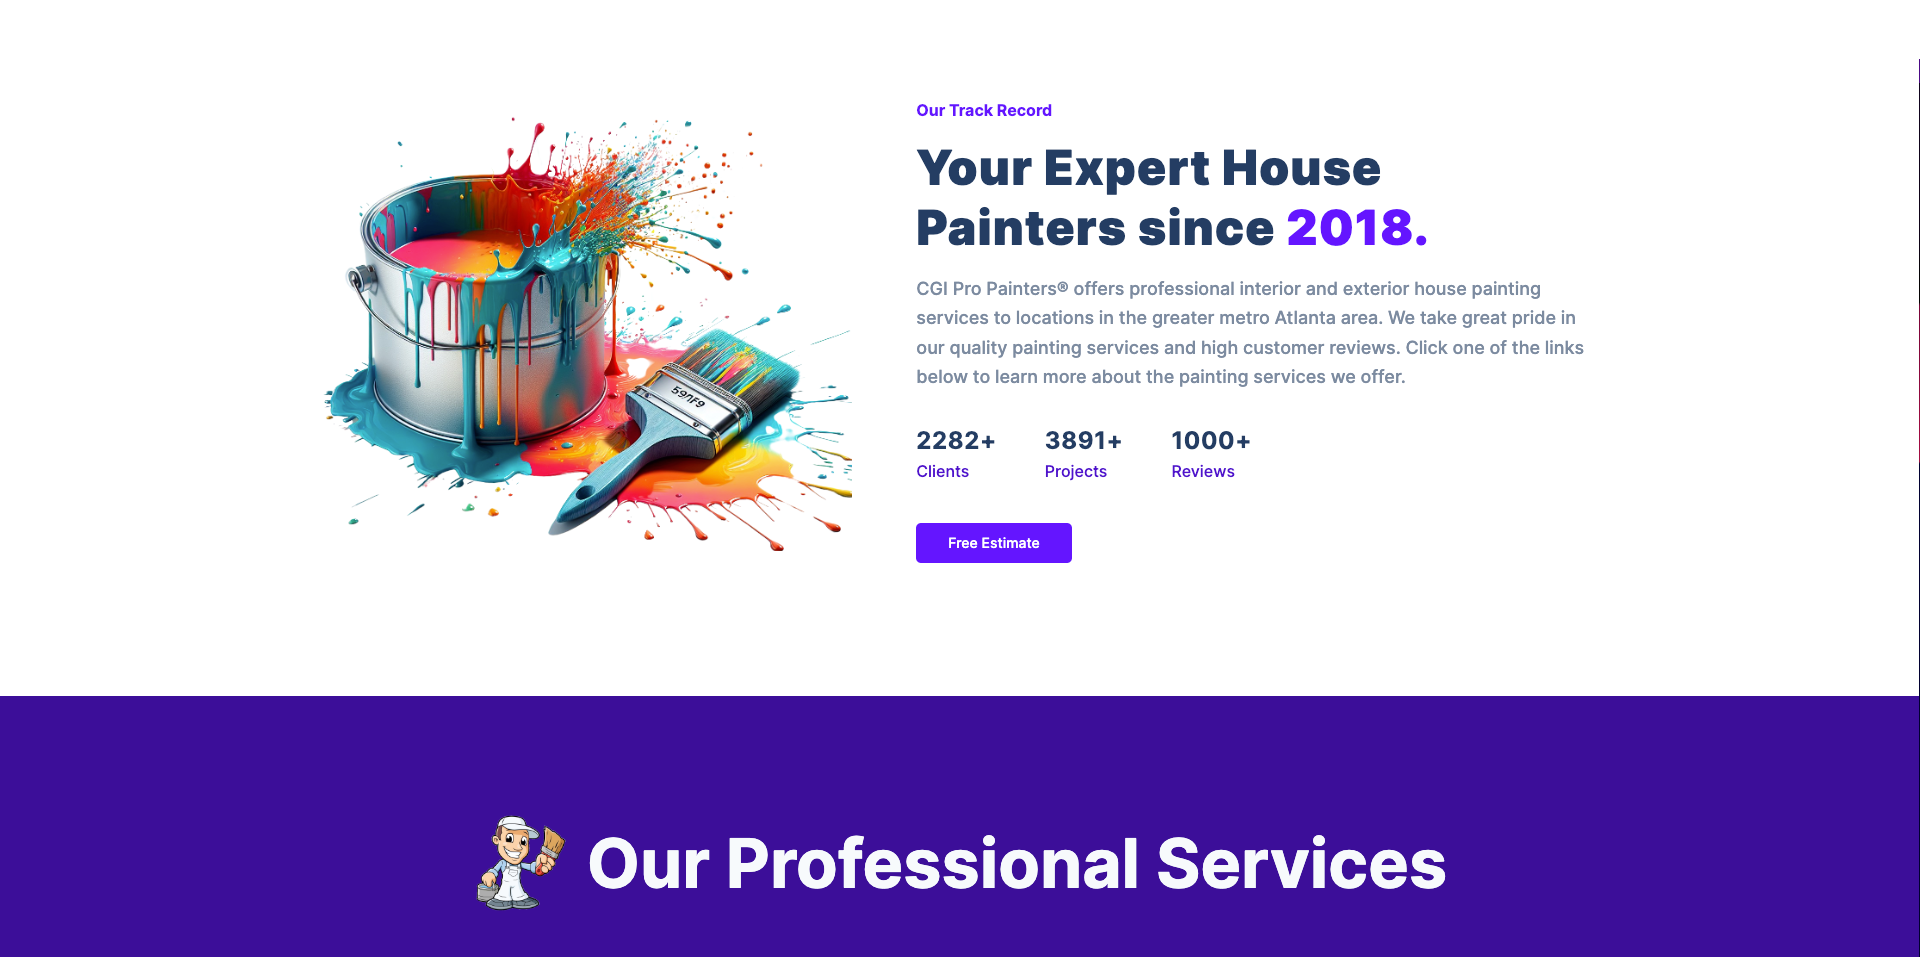 Our Track Record
Your Expert House
Painters since 2018.
CGI Pro Painters® offers professional interior and exterior house painting
services to locations in the greater metro Atlanta area. We take great pride in
our quality painting services and high customer reviews. Click one of the links
below to learn more about the painting services we offer.
2282+ 3891+ 1000+
Clients Projects Reviews
Free Estimate
Our Professional Services